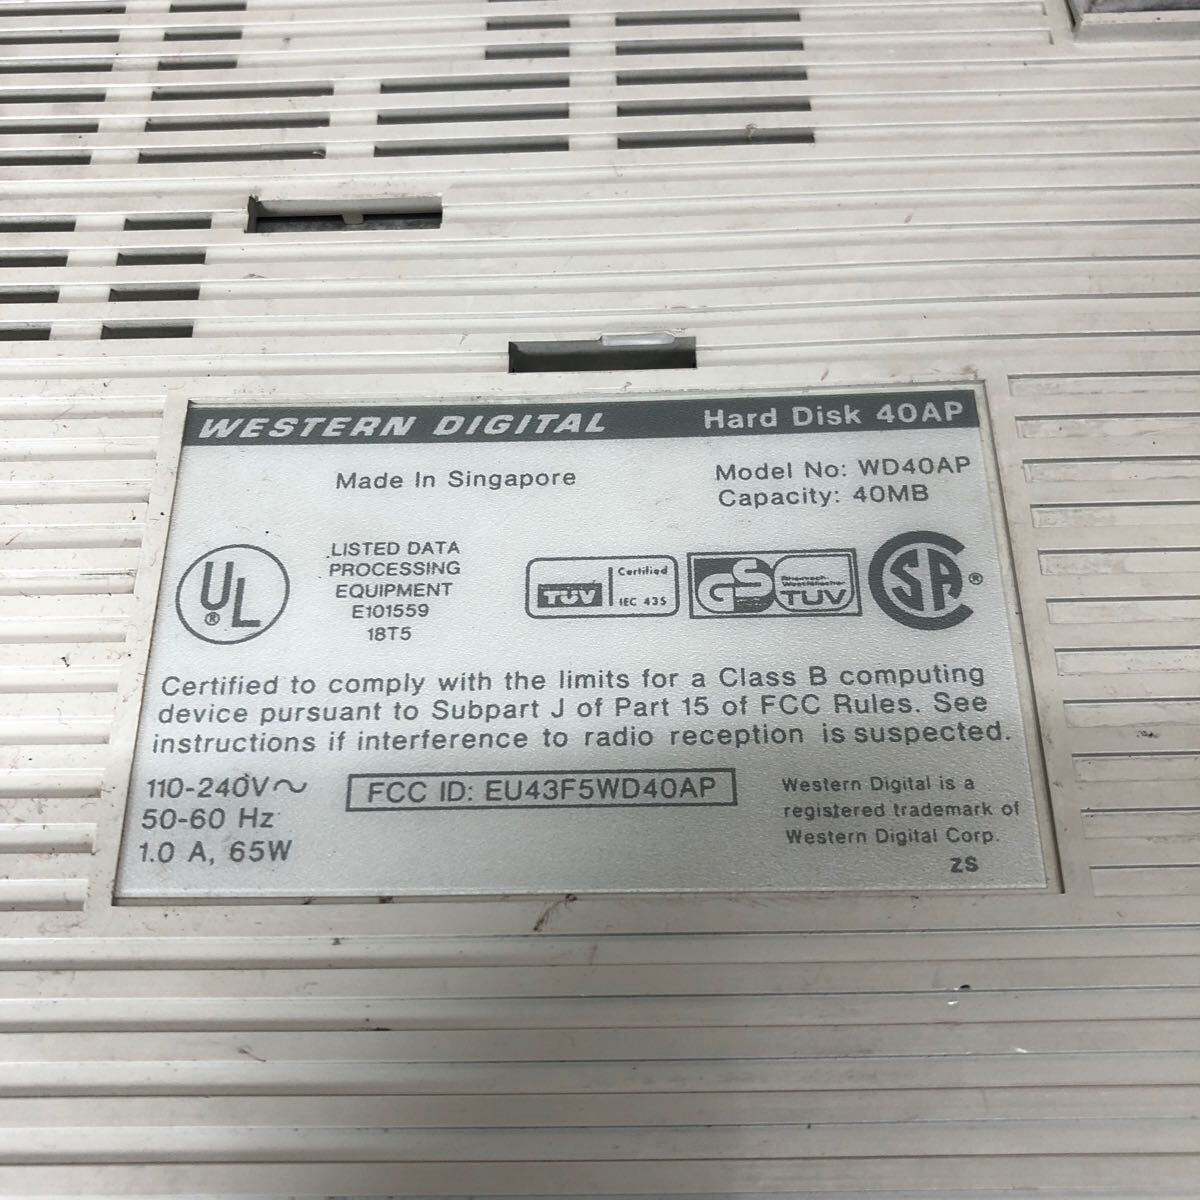 WESTERN DIGITAL Hard Disk 40AP
Made In Singapore
Model No: WD40AP
Capacity: 40MB
UL ®
LISTED DATA
PROCESSING
EQUIPMENT
E101559
18T5
TÜV Certified
IEC 435
GS TÜV
SA ®
Certified to comply with the limits for a Class B computing
device pursuant to Subpart J of Part 15 of FCC Rules. See
instructions if interference to radio reception is suspected.
110-240V~
50-60 Hz
1.0 A, 65W
FCC ID: EU43F5WD40AP
Western Digital is a
registered trademark of
Western Digital Corp.
ZS